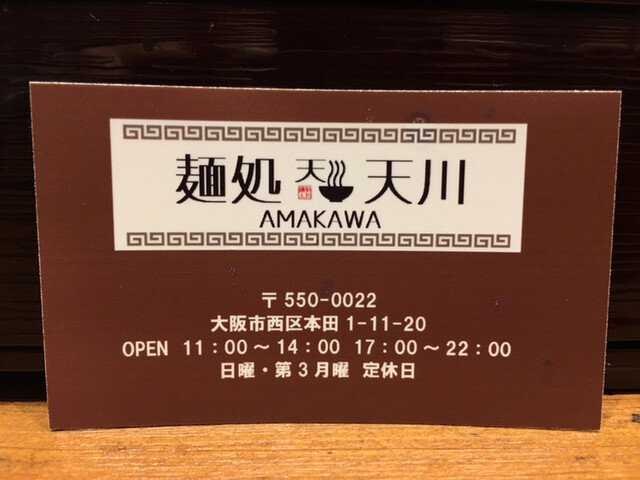 麺処 天 天川
AMAKAWA
〒550-0022
大阪市西区本田1-11-20
OPEN 11：00～14：00 17：00～22：00
日曜・第3月曜 定休日